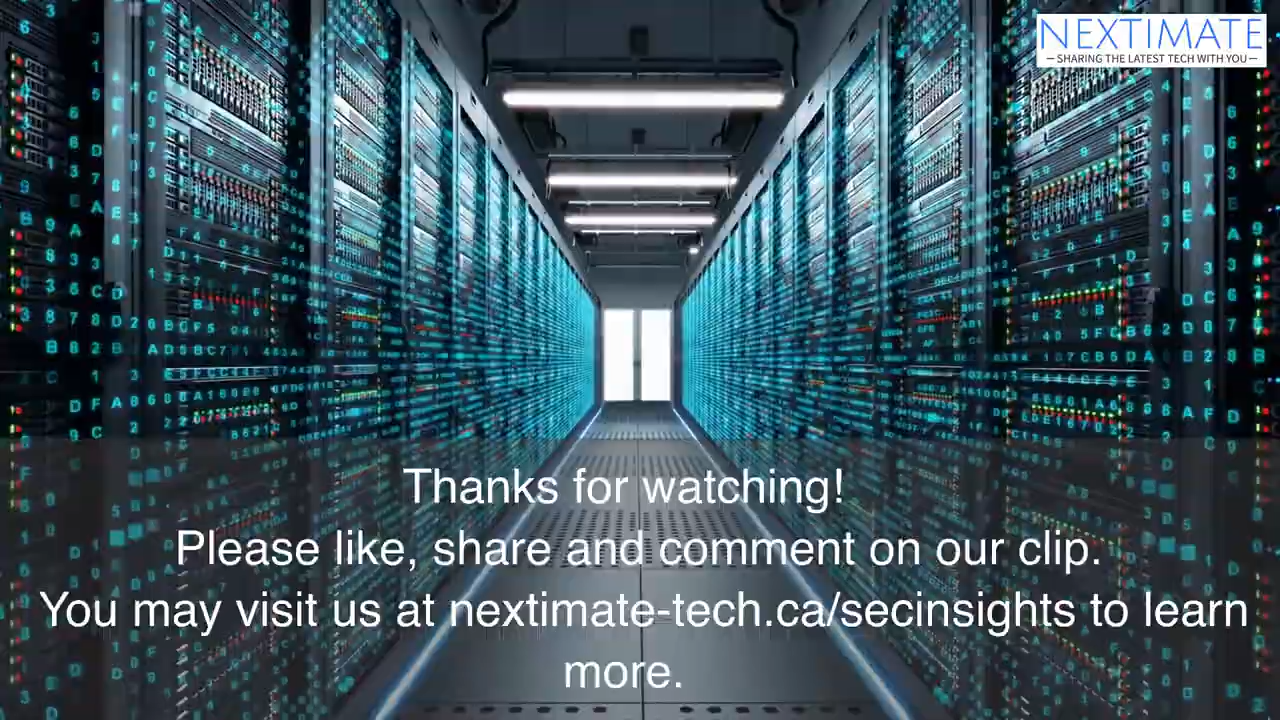 NEXTIMATE
SHARING THE LATEST TECH WITH YOU
Thanks for watching!
Please like, share and comment on our clip.
You may visit us at nextimate-tech.ca/secinsights to learn
more.